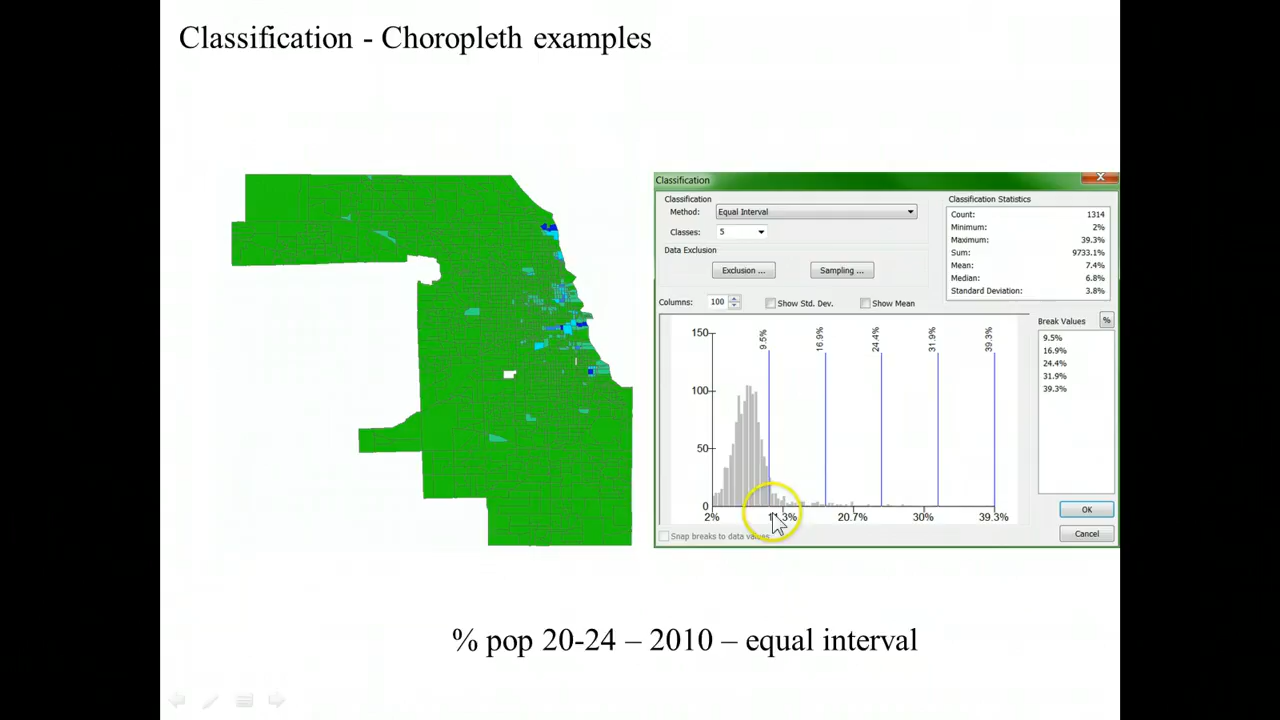 Classification - Choropleth examples
Classification
Classification
Method: Equal Interval
Classes: 5
Data Exclusion
Exclusion ... Sampling ...
Classification Statistics
Count: 1314
Minimum: 2%
Maximum: 39.3%
Sum: 9733.1%
Mean: 7.4%
Median: 6.8%
Standard Deviation: 3.8%
Columns: 100 Show Std. Dev. Show Mean
Break Values %
9.5%
16.9%
24.4%
31.9%
39.3%
9.5% 16.9% 24.4% 31.9% 39.3%
150
100
50
0
2% 20.7% 30% 39.3%
Snap breaks to data values
OK
Cancel
% pop 20-24 – 2010 – equal interval